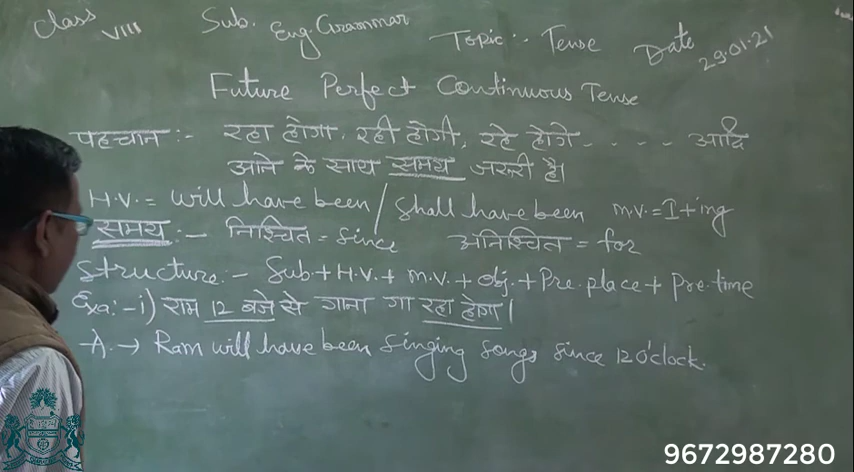 Class VIII Sub. Eng. Grammar Topic:- Tense Date 29.01.21
Future Perfect Continuous Tense
पहचान :- रहा होगा, रही होगी, रहे होंगे - - - - आदि
आने के साथ समय जरूरी है।
H.V. = will have been / Shall have been m.v. = I + ing
समय :- निश्चित = since अनिश्चित = for
Structure :- Sub + H.V. + m.v. + obj. + Pre. place + Pre. time
Exa:- i) राम 12 बजे से गाना गा रहा होगा।
A. → Ram will have been singing songs since 12 o'clock.
9672987280